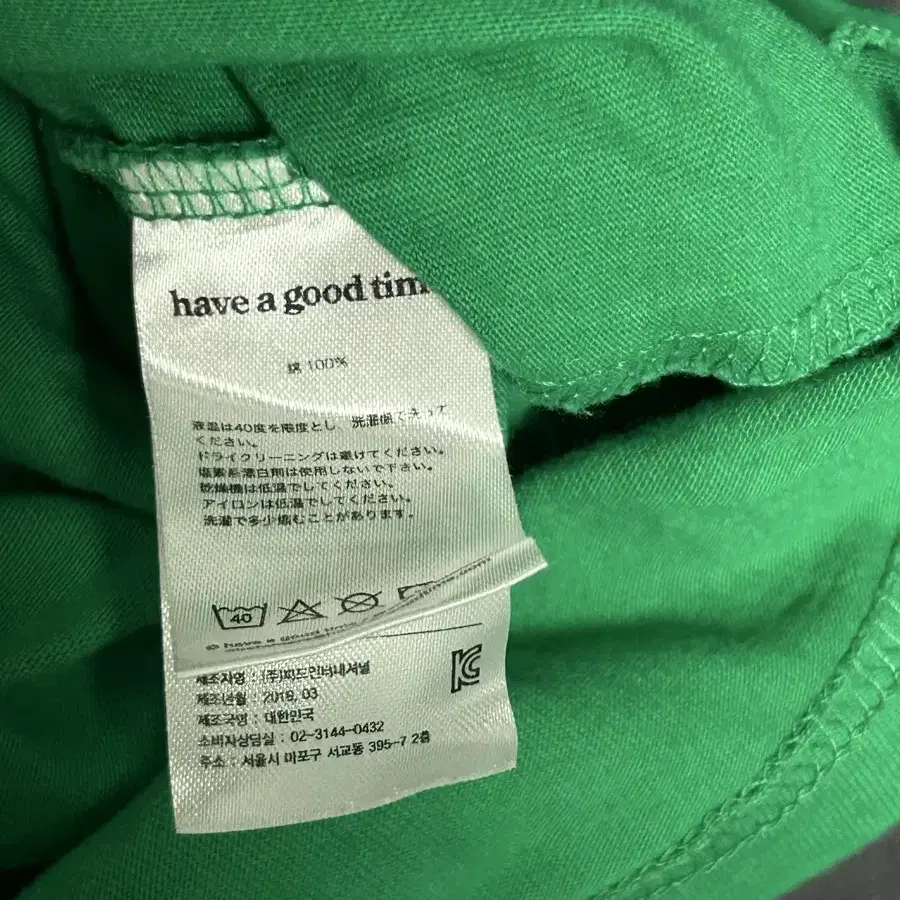 have a good tim
綿 100%
液温は40度を限度とし、洗濯機で洗って
ください。
ドライクリーニングは避けてください。
塩素系漂白剤は使用しないで下さい。
乾燥機は低温でしてください。
アイロンは低温でしてください。
洗濯で多少縮むことがあります。
40
© have a good
제조자명 : (주)피드인터내셔널
제조년월 : 2019. 03
제조국명 : 대한민국
소비자상담실 : 02-3144-0432
주소 : 서울시 마포구 서교동 395-7 2층